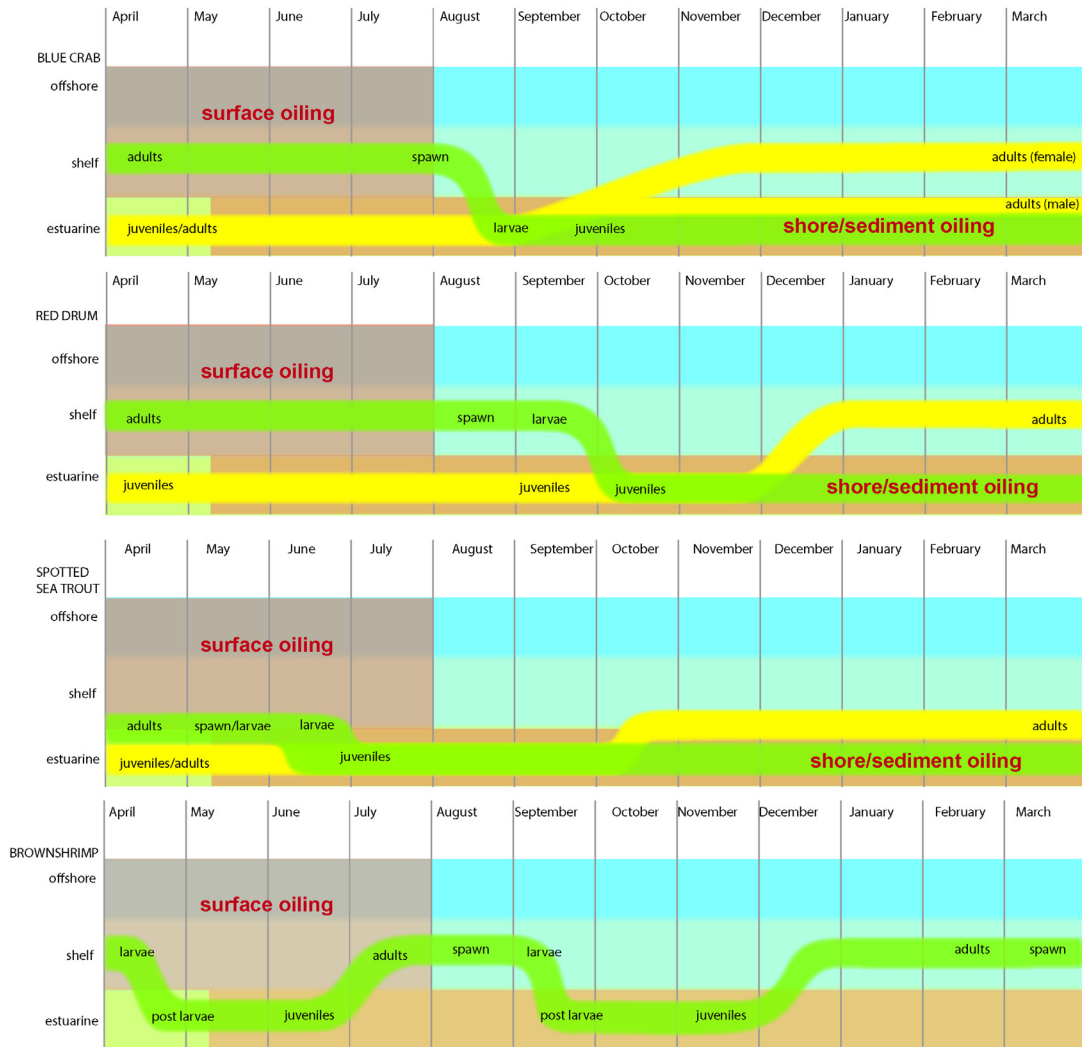 April May June July August September October November December January February March
BLUE CRAB
offshore
surface oiling
shelf adults spawn adults (female)
adults (male)
estuarine juveniles/adults larvae juveniles shore/sediment oiling
April May June July August September October November December January February March
RED DRUM
offshore
surface oiling
shelf adults spawn larvae adults
estuarine juveniles juveniles juveniles shore/sediment oiling
April May June July August September October November December January February March
SPOTTED
SEA TROUT
offshore
surface oiling
shelf
adults spawn/larvae larvae adults
estuarine juveniles/adults juveniles shore/sediment oiling
April May June July August September October November December January February March
BROWNSHRIMP
offshore
surface oiling
shelf larvae adults spawn larvae adults spawn
estuarine post larvae juveniles post larvae juveniles